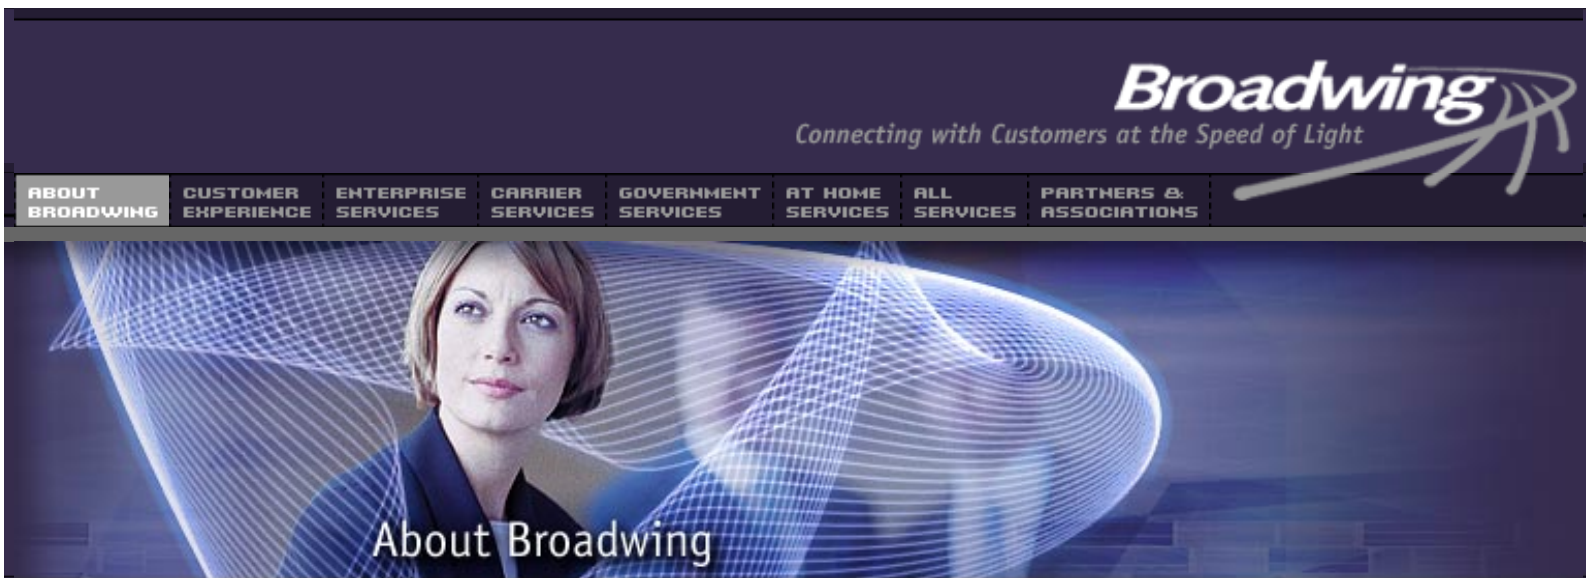 Broadwing
Connecting with Customers at the Speed of Light
ABOUT
BROADWING
CUSTOMER
EXPERIENCE
ENTERPRISE
SERVICES
CARRIER
SERVICES
GOVERNMENT
SERVICES
AT HOME
SERVICES
ALL
SERVICES
PARTNERS &
ASSOCIATIONS
About Broadwing